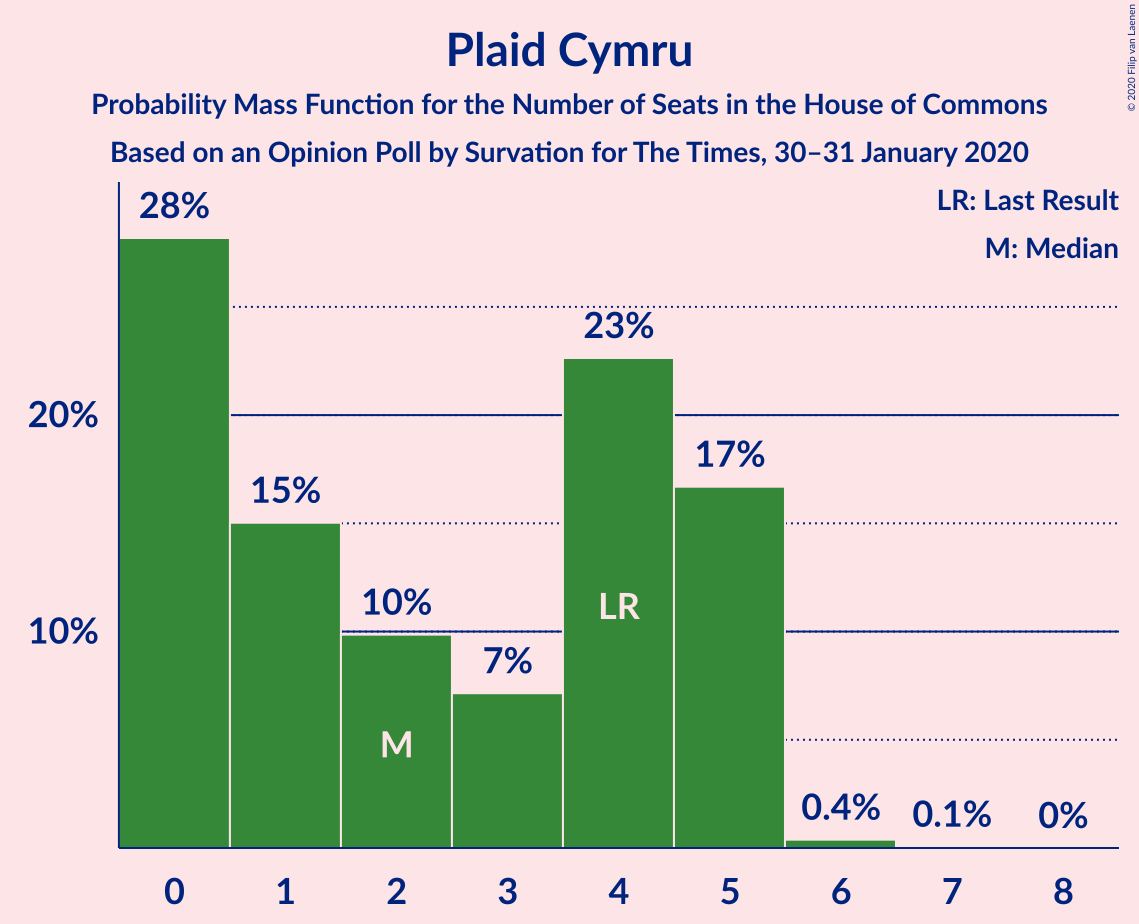 Plaid Cymru
Probability Mass Function for the Number of Seats in the House of Commons
Based on an Opinion Poll by Survation for The Times, 30–31 January 2020
© 2020 Filip van Laenen
LR: Last Result
M: Median
28%
23%
20%
17%
15%
10%
10%
7%
LR
M
0.4%
0.1%
0%
0 1 2 3 4 5 6 7 8